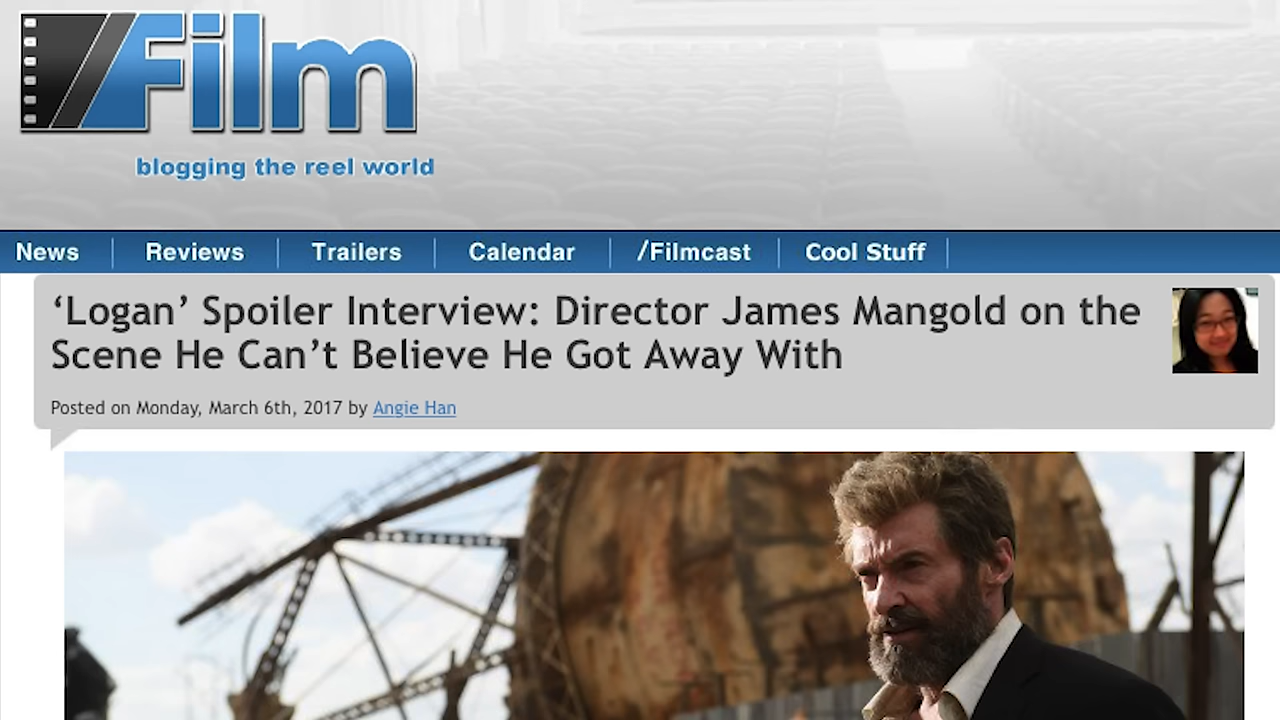 /Film
blogging the reel world
News
Reviews
Trailers
Calendar
/Filmcast
Cool Stuff
‘Logan’ Spoiler Interview: Director James Mangold on the
Scene He Can’t Believe He Got Away With
Posted on Monday, March 6th, 2017 by Angie Han